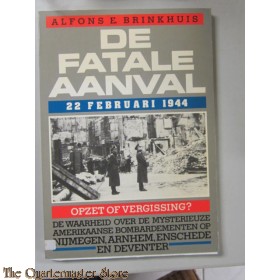 ALFONS E BRINKHUIS
DE
FATALE
AANVAL
22 FEBRUARI 1944
OPZET OF VERGISSING?
DE WAARHEID OVER DE MYSTERIEUZE
AMERIKAANSE BOMBARDEMENTEN OP
NIJMEGEN, ARNHEM, ENSCHEDE
EN DEVENTER
© The Quartermaster Store